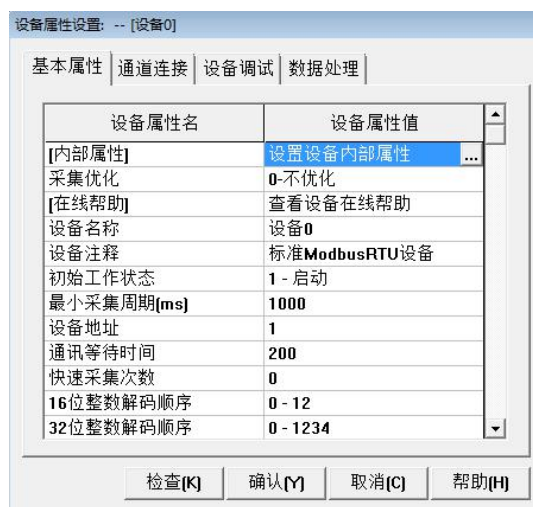 设备属性设置: -- [设备0]
基本属性 通道连接 设备调试 数据处理
设备属性名 设备属性值
[内部属性] 设置设备内部属性 ...
采集优化 0-不优化
[在线帮助] 查看设备在线帮助
设备名称 设备0
设备注释 标准ModbusRTU设备
初始工作状态 1 - 启动
最小采集周期(ms) 1000
设备地址 1
通讯等待时间 200
快速采集次数 0
16位整数解码顺序 0 - 12
32位整数解码顺序 0 - 1234
检查(K) 确认(Y) 取消(C) 帮助(H)